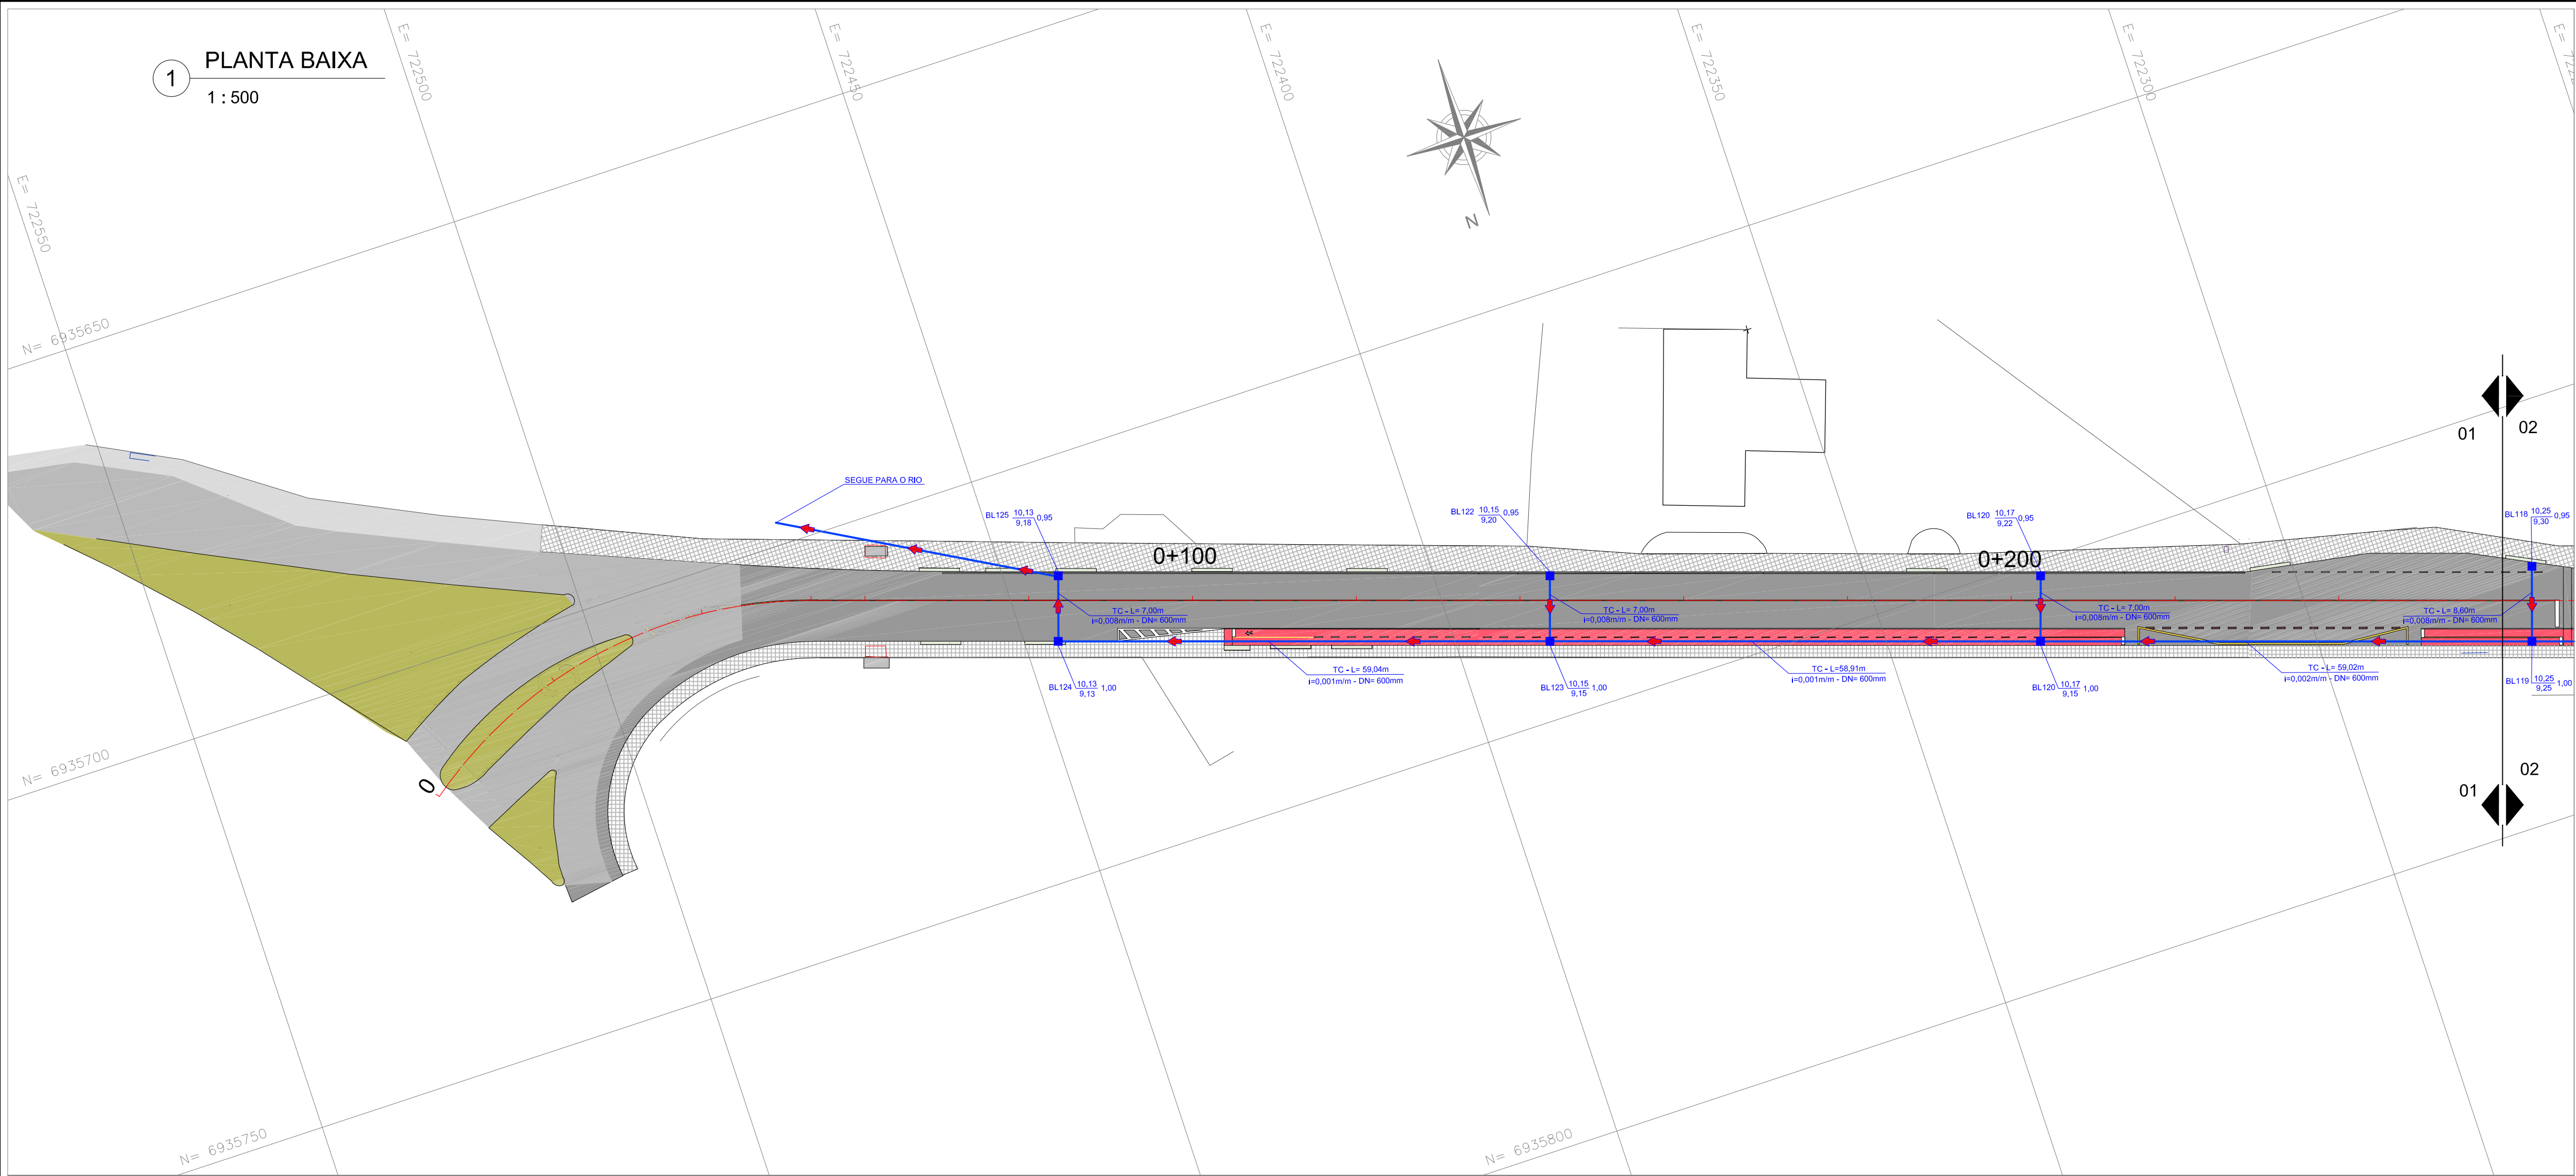 1
PLANTA BAIXA
1 : 500
E= 722550
E= 722500
E= 722450
E= 722400
E= 722350
E= 722300
N
N= 6935650
N= 6935700
N= 6935750
N= 6935800
01
02
SEGUE PARA O RIO
BL125 10,13 0,95
9,18
BL122 10,15 0,95
9,20
BL120 10,17 0,95
9,22
BL118 10,25 0,95
9,30
0+100
0+200
TC - L= 7,00m
i=0,008m/m - DN= 600mm
TC - L= 7,00m
i=0,008m/m - DN= 600mm
TC - L= 7,00m
i=0,008m/m - DN= 600mm
TC - L= 8,60m
i=0,008m/m - DN= 600mm
TC - L= 59,04m
i=0,001m/m - DN= 600mm
TC - L=58,91m
i=0,001m/m - DN= 600mm
TC - L= 59,02m
i=0,002m/m - DN= 600mm
BL124 10,13 1,00
9,13
BL123 10,15 1,00
9,15
BL120 10,17 1,00
9,15
BL119 10,25 1,00
9,25
0
01
02